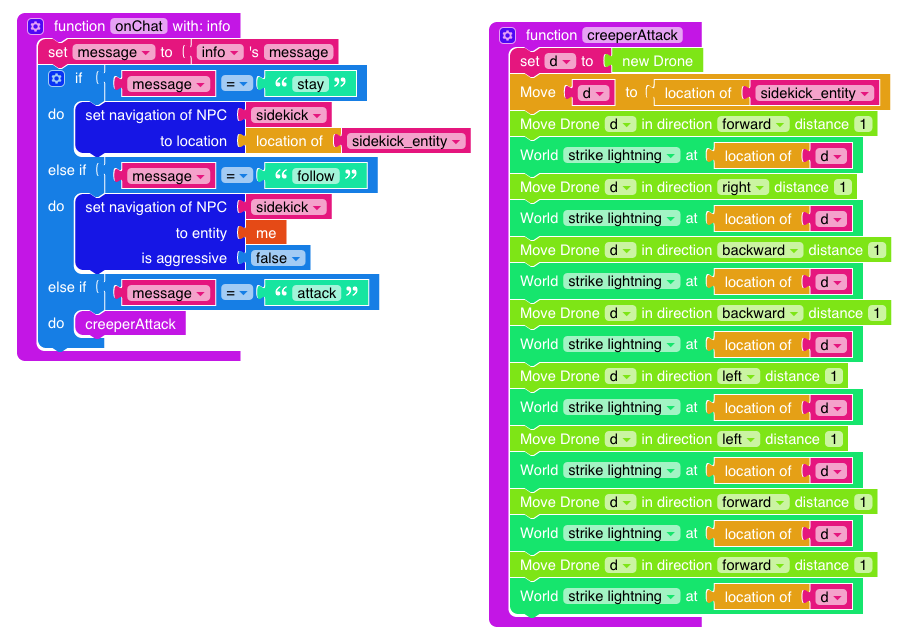 function onChat with: info
set message to info 's message
if message = “ stay ”
do set navigation of NPC sidekick
to location location of sidekick_entity
else if message = “ follow ”
do set navigation of NPC sidekick
to entity me
is aggressive false
else if message = “ attack ”
do creeperAttack
function creeperAttack
set d to new Drone
Move d to location of sidekick_entity
Move Drone d in direction forward distance 1
World strike lightning at location of d
Move Drone d in direction right distance 1
World strike lightning at location of d
Move Drone d in direction backward distance 1
World strike lightning at location of d
Move Drone d in direction backward distance 1
World strike lightning at location of d
Move Drone d in direction left distance 1
World strike lightning at location of d
Move Drone d in direction left distance 1
World strike lightning at location of d
Move Drone d in direction forward distance 1
World strike lightning at location of d
Move Drone d in direction forward distance 1
World strike lightning at location of d